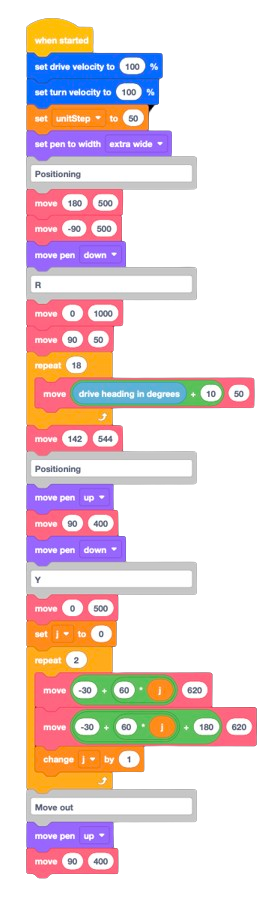 when started
set drive velocity to 100 %
set turn velocity to 100 %
set unitStep to 50
set pen to width extra wide
Positioning
move 180 500
move -90 500
move pen down
R
move 0 1000
move 90 50
repeat 18
move drive heading in degrees + 10 50
move 142 544
Positioning
move pen up
move 90 400
move pen down
Y
move 0 500
set j to 0
repeat 2
move -30 + 60 * j 620
move -30 + 60 * j + 180 620
change j by 1
Move out
move pen up
move 90 400